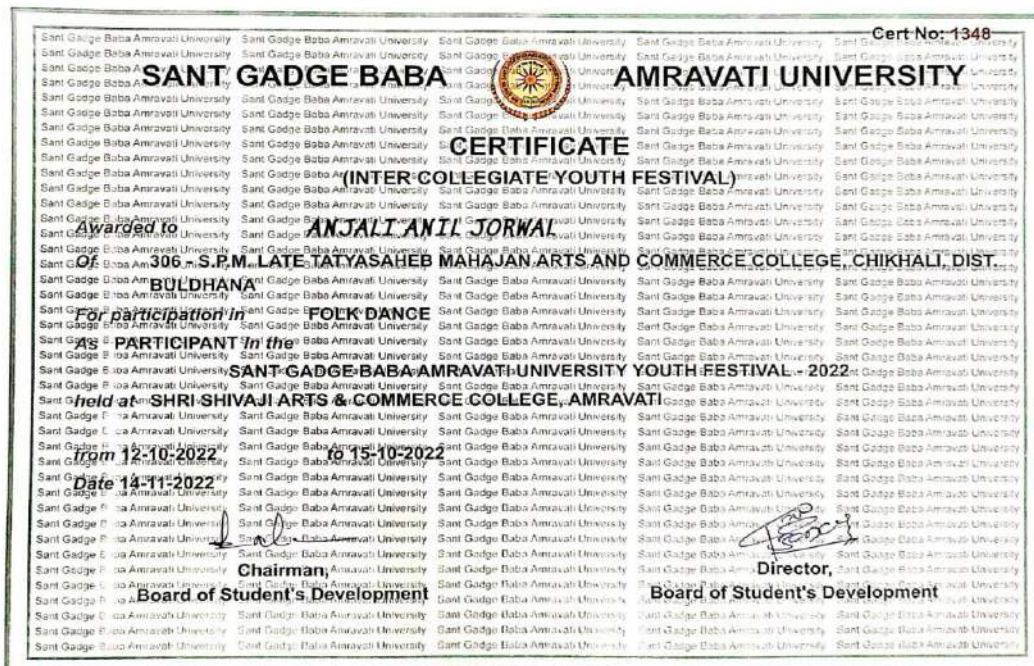 Cert No: 1348
SANT GADGE BABA AMRAVATI UNIVERSITY
CERTIFICATE
(INTER COLLEGIATE YOUTH FESTIVAL)
Awarded to ANJALI ANIL JORWAL
Of 306 - S.P.M. LATE TATYASAHEB MAHAJAN ARTS AND COMMERCE COLLEGE, CHIKHALI, DIST.
BULDHANA
For participation in FOLK DANCE
As PARTICIPANT In the
SANT GADGE BABA AMRAVATI UNIVERSITY YOUTH FESTIVAL - 2022
held at SHRI SHIVAJI ARTS & COMMERCE COLLEGE, AMRAVATI
from 12-10-2022 to 15-10-2022
Date 14-11-2022
Chairman, Director,
Board of Student's Development Board of Student's Development